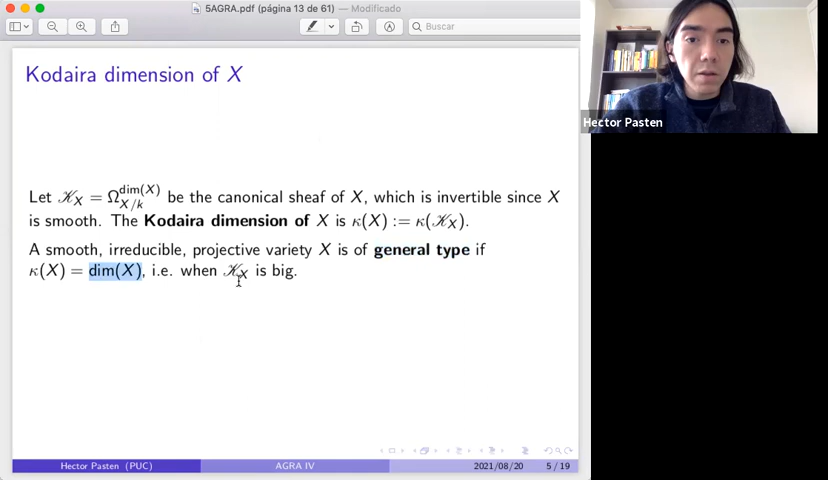 5AGRA.pdf (página 13 de 61) — Modificado
Buscar
Kodaira dimension of X
Let 𝒦_X = Ω^{dim(X)}_{X/k} be the canonical sheaf of X, which is invertible since X
is smooth. The Kodaira dimension of X is κ(X) := κ(𝒦_X).
A smooth, irreducible, projective variety X is of general type if
κ(X) = dim(X), i.e. when 𝒦_X is big.
Hector Pasten (PUC)
AGRA IV
2021/08/20
5 / 19
Hector Pasten